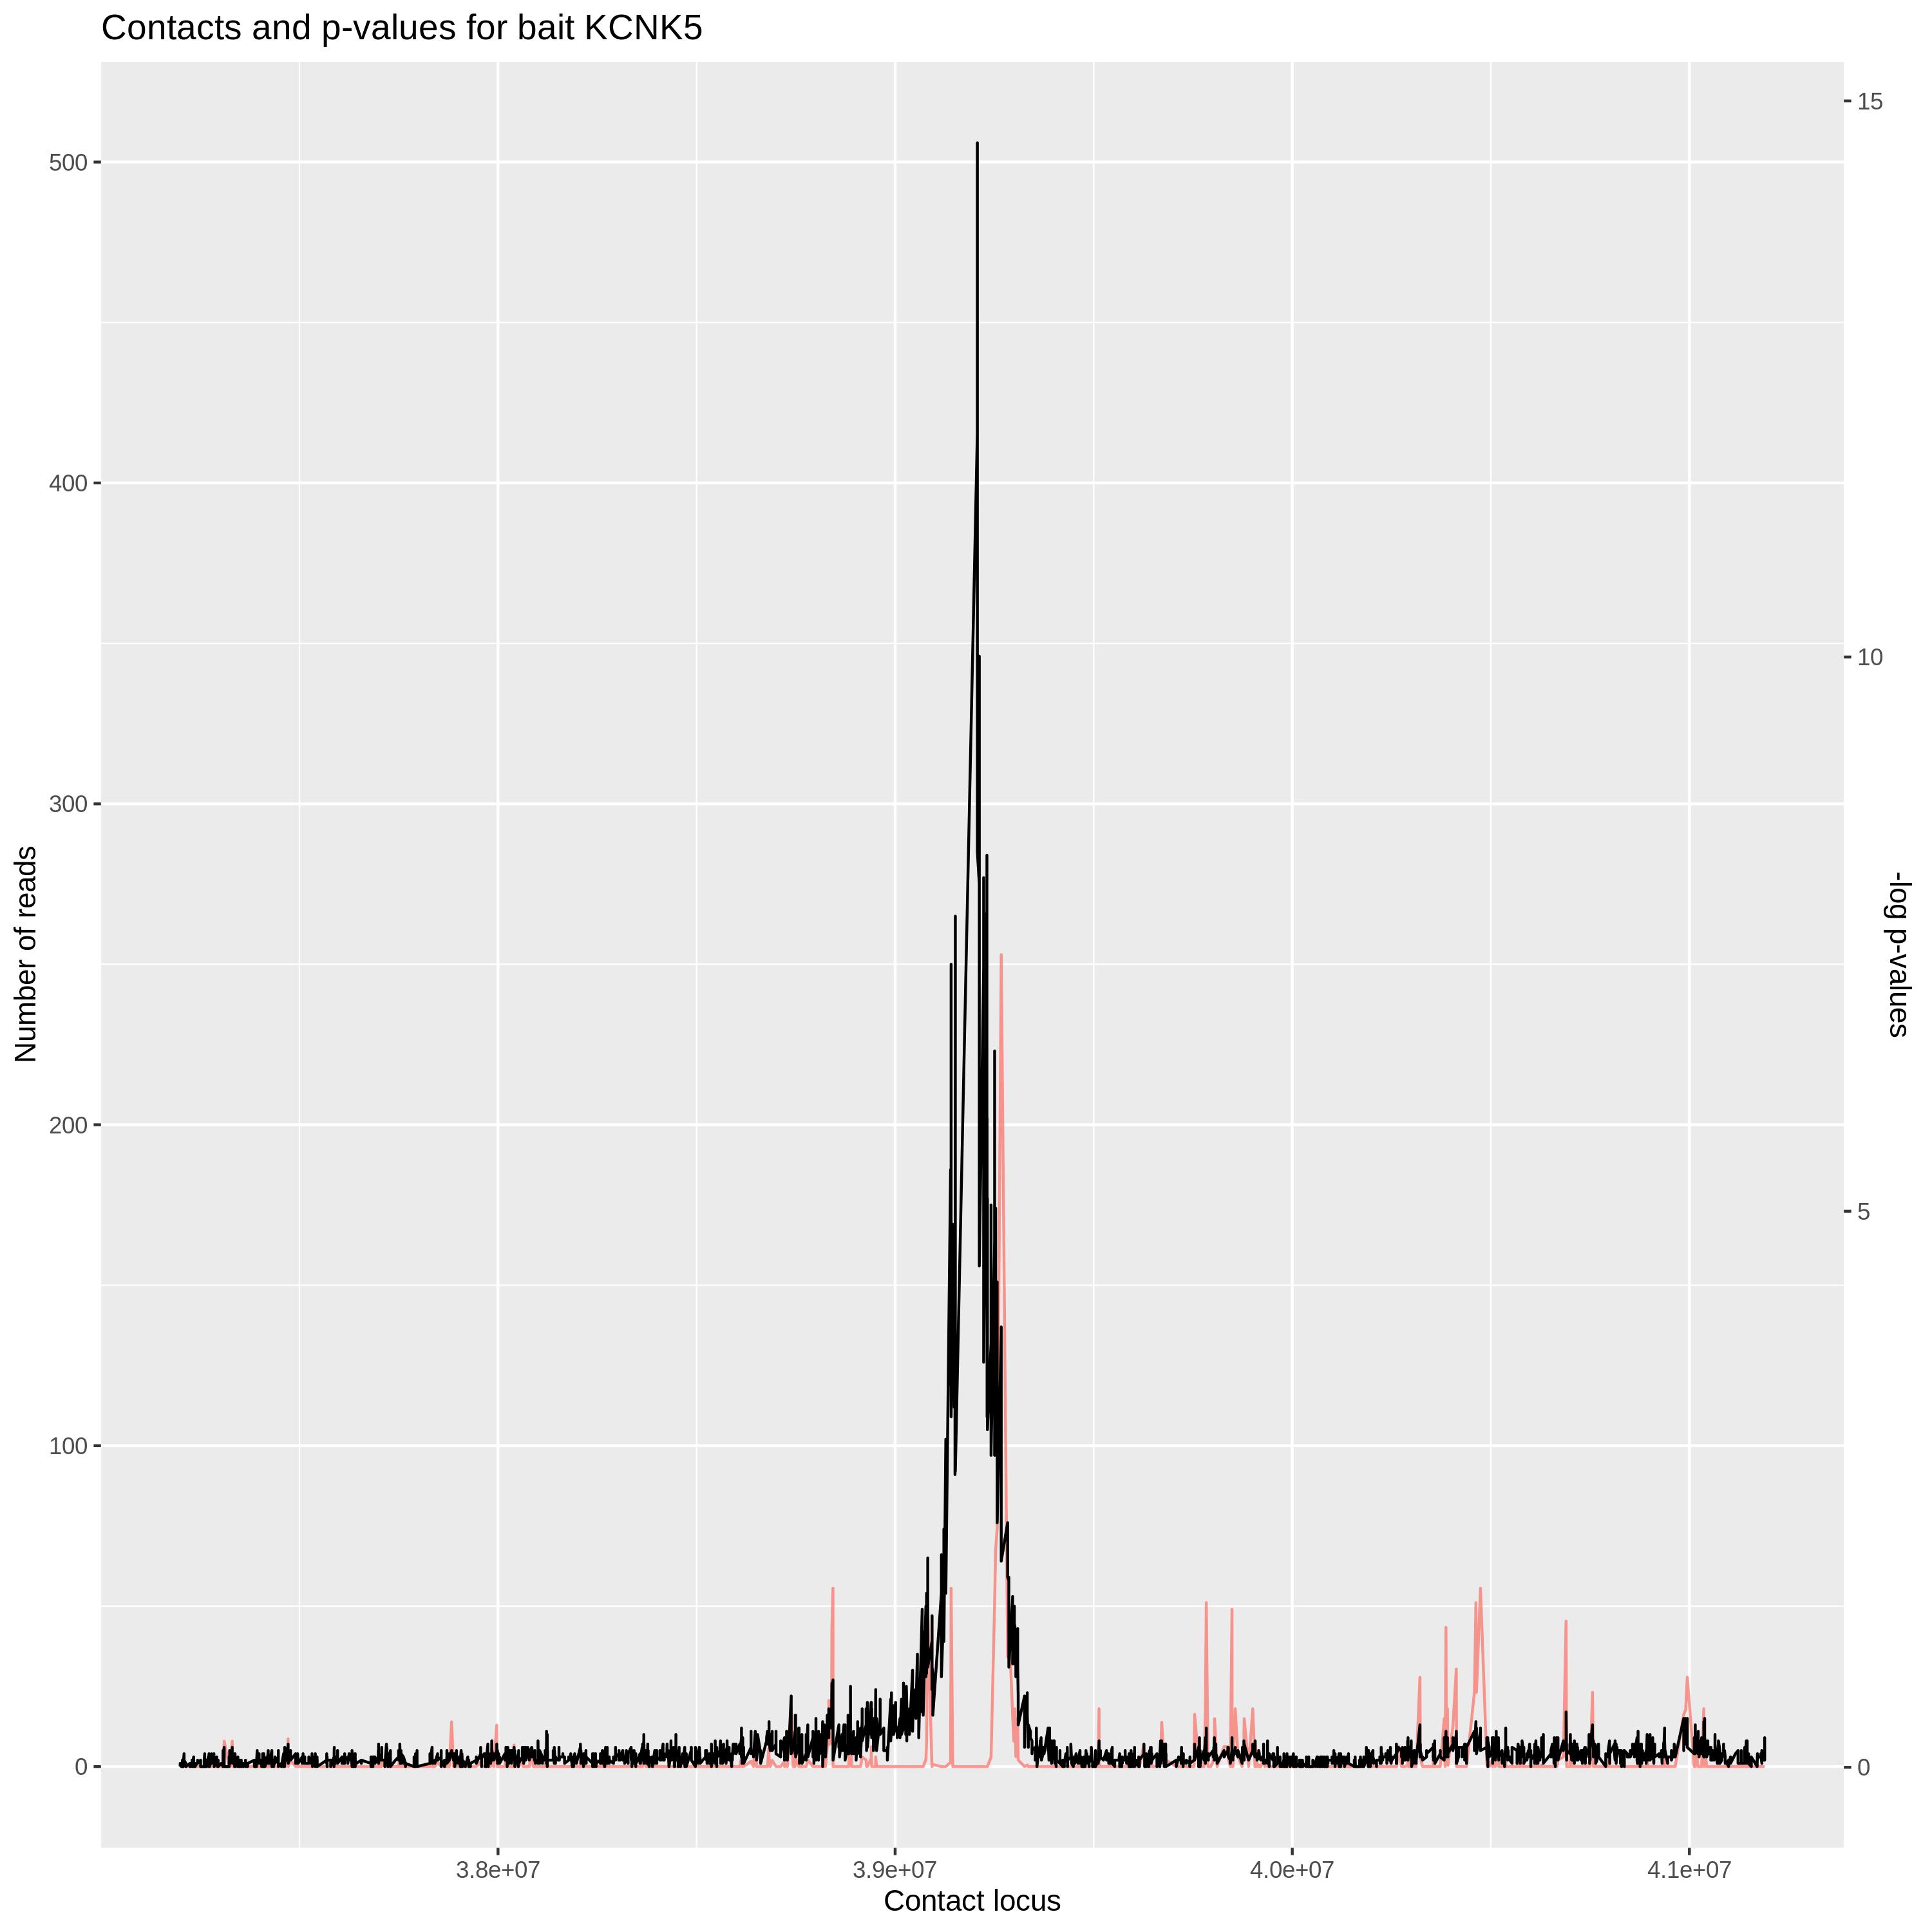 Contacts and p-values for bait KCNK5
Number of reads
500
400
300
200
100
0
15
10
5
0
-log p-values
3.8e+07
3.9e+07
4.0e+07
4.1e+07
Contact locus